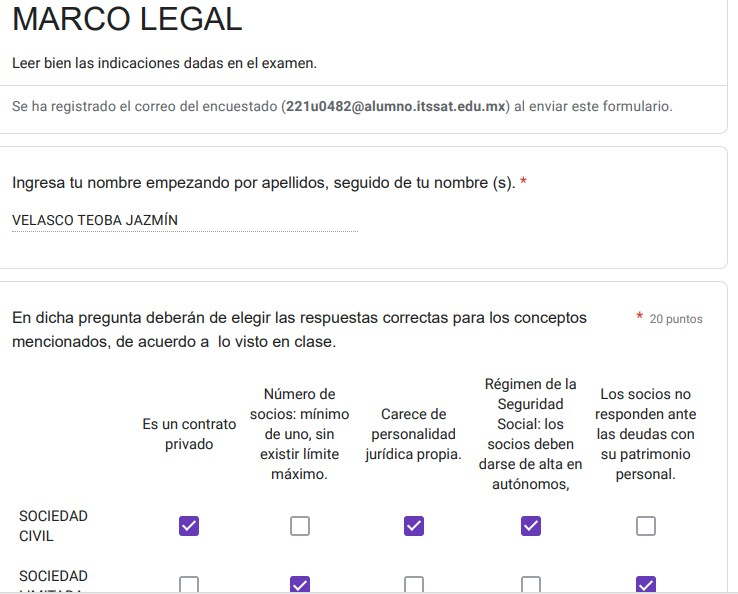 MARCO LEGAL
Leer bien las indicaciones dadas en el examen.
Se ha registrado el correo del encuestado (221u0482@alumno.itssat.edu.mx) al enviar este formulario.
Ingresa tu nombre empezando por apellidos, seguido de tu nombre (s). *
VELASCO TEOBA JAZMÍN
En dicha pregunta deberán de elegir las respuestas correctas para los conceptos
mencionados, de acuerdo a lo visto en clase.
* 20 puntos
Es un contrato
privado
Número de
socios: mínimo
de uno, sin
existir límite
máximo.
Carece de
personalidad
jurídica propia.
Régimen de la
Seguridad
Social: los
socios deben
darse de alta en
autónomos,
Los socios no
responden ante
las deudas con
su patrimonio
personal.
SOCIEDAD
CIVIL
SOCIEDAD